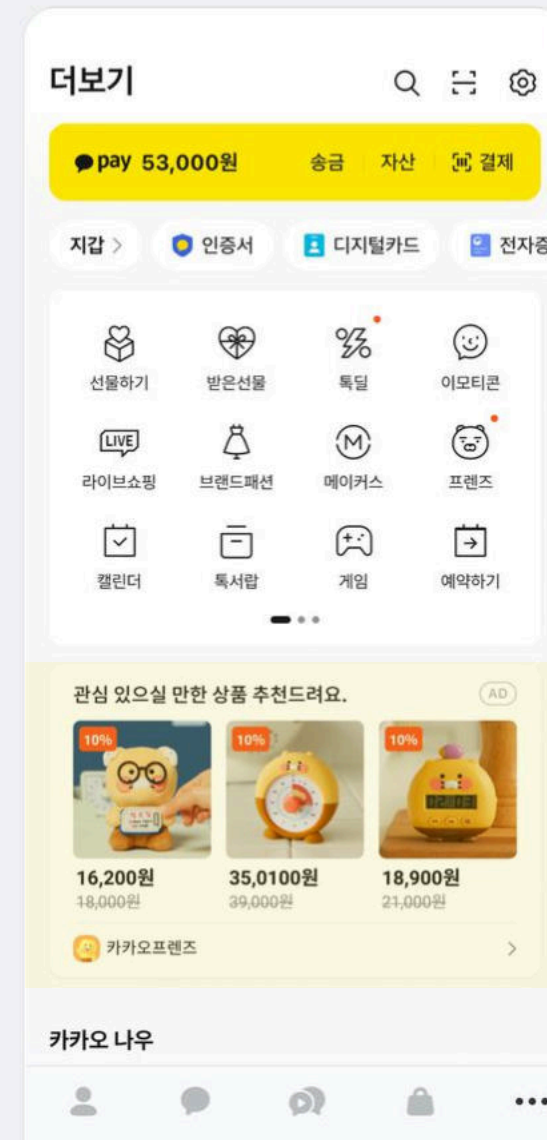 더보기
pay 53,000원 송금 자산 결제
지갑 인증서 디지털카드 전자증
선물하기 받은선물 톡딜 이모티콘
LIVE M
라이브쇼핑 브랜드패션 메이커스 프렌즈
캘린더 톡서랍 게임 예약하기
관심 있으실 만한 상품 추천드려요. AD
10% 10% 10%
16,200원 35,0100원 18,900원
18,000원 39,000원 21,000원
카카오프렌즈
카카오 나우